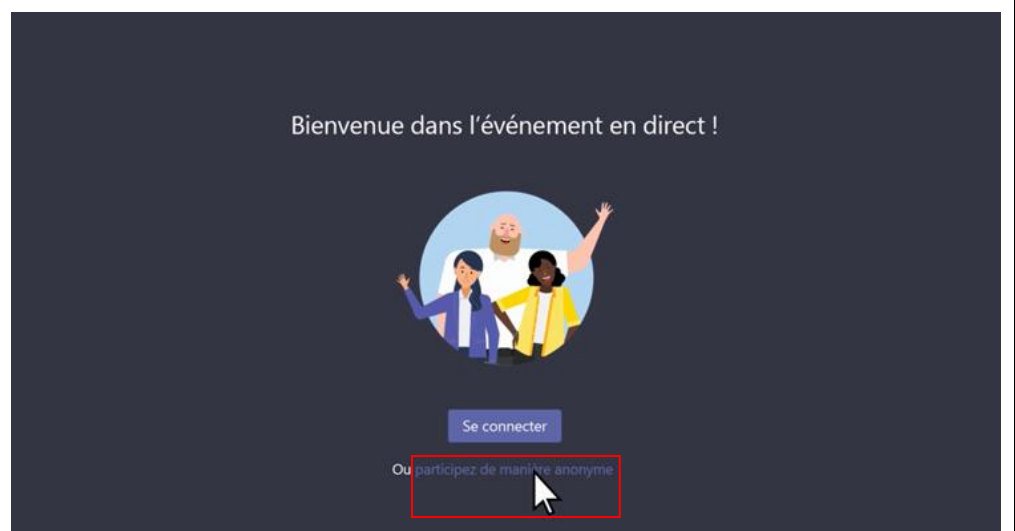 Bienvenue dans l'événement en direct !
Se connecter
Ou participez de manière anonyme